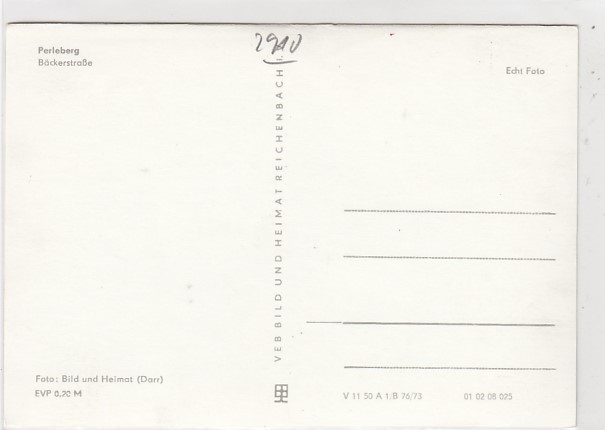 Perleberg
Bäckerstraße
2910
Echt Foto
VEB BILD UND HEIMAT REICHENBACH
Foto: Bild und Heimat (Darr)
EVP 0,20 M
V 11 50 A 1/B 76/73 01 02 08 025